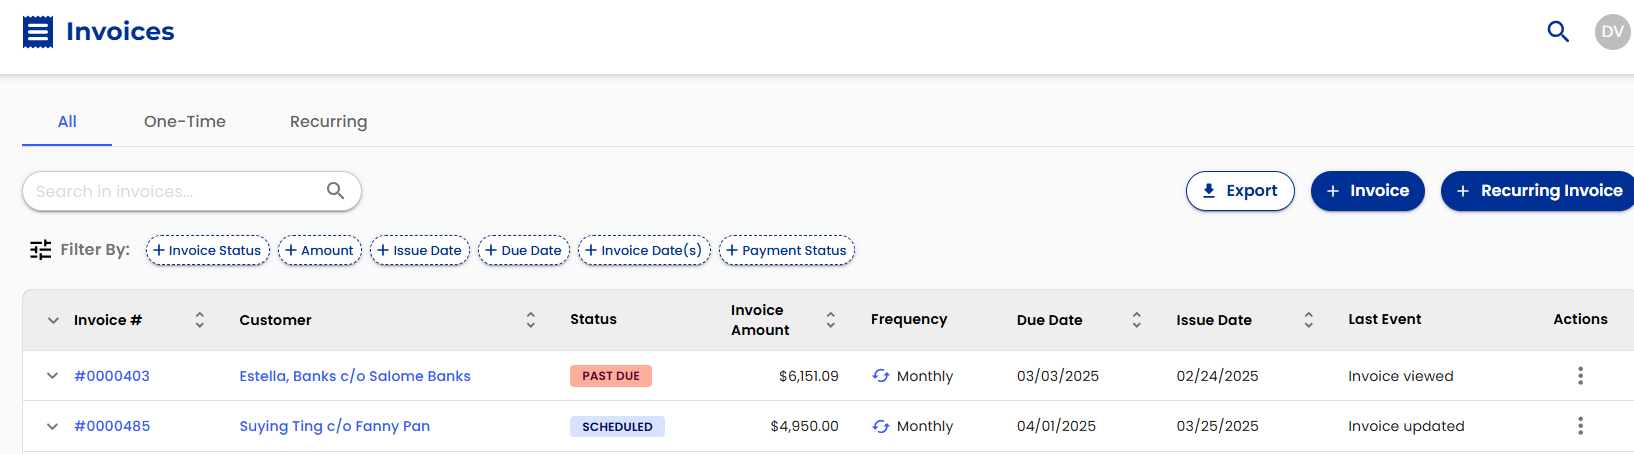 Invoices
DV
All One-Time Recurring
Search in invoices...
Export + Invoice + Recurring Invoice
Filter By: + Invoice Status + Amount + Issue Date + Due Date + Invoice Date(s) + Payment Status
Invoice # Customer Status Invoice Amount Frequency Due Date Issue Date Last Event Actions
#0000403 Estella, Banks c/o Salome Banks PAST DUE $6,151.09 Monthly 03/03/2025 02/24/2025 Invoice viewed
#0000485 Suying Ting c/o Fanny Pan SCHEDULED $4,950.00 Monthly 04/01/2025 03/25/2025 Invoice updated